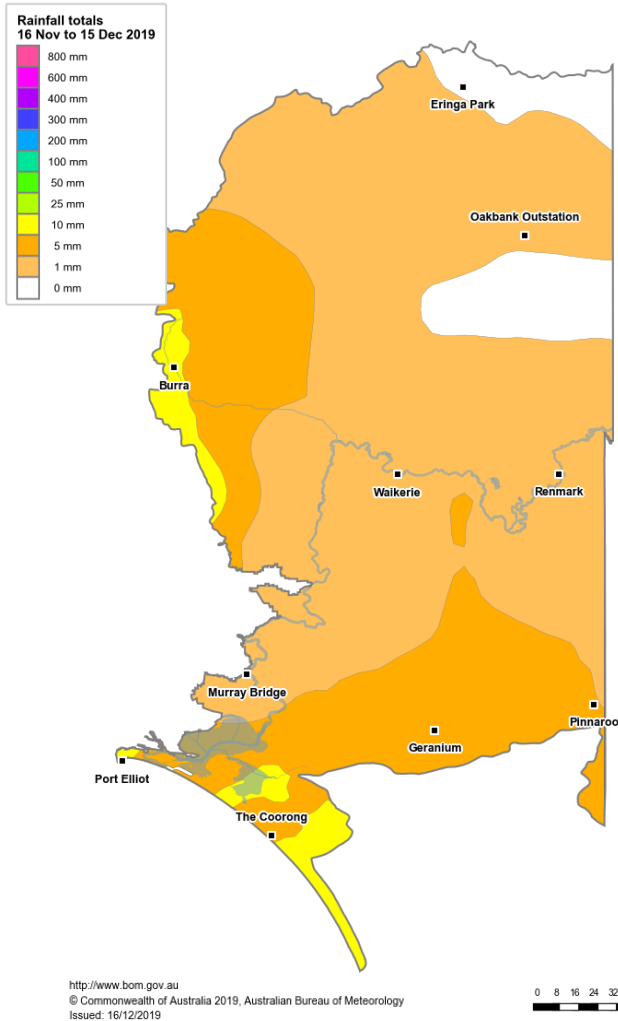 Rainfall totals
16 Nov to 15 Dec 2019
800 mm
600 mm
400 mm
300 mm
200 mm
100 mm
50 mm
25 mm
10 mm
5 mm
1 mm
0 mm
Eringa Park
Oakbank Outstation
Burra
Waikerie
Renmark
Murray Bridge
Pinnaroo
Geranium
Port Elliot
The Coorong
http://www.bom.gov.au
© Commonwealth of Australia 2019, Australian Bureau of Meteorology
Issued: 16/12/2019
0 8 16 24 32